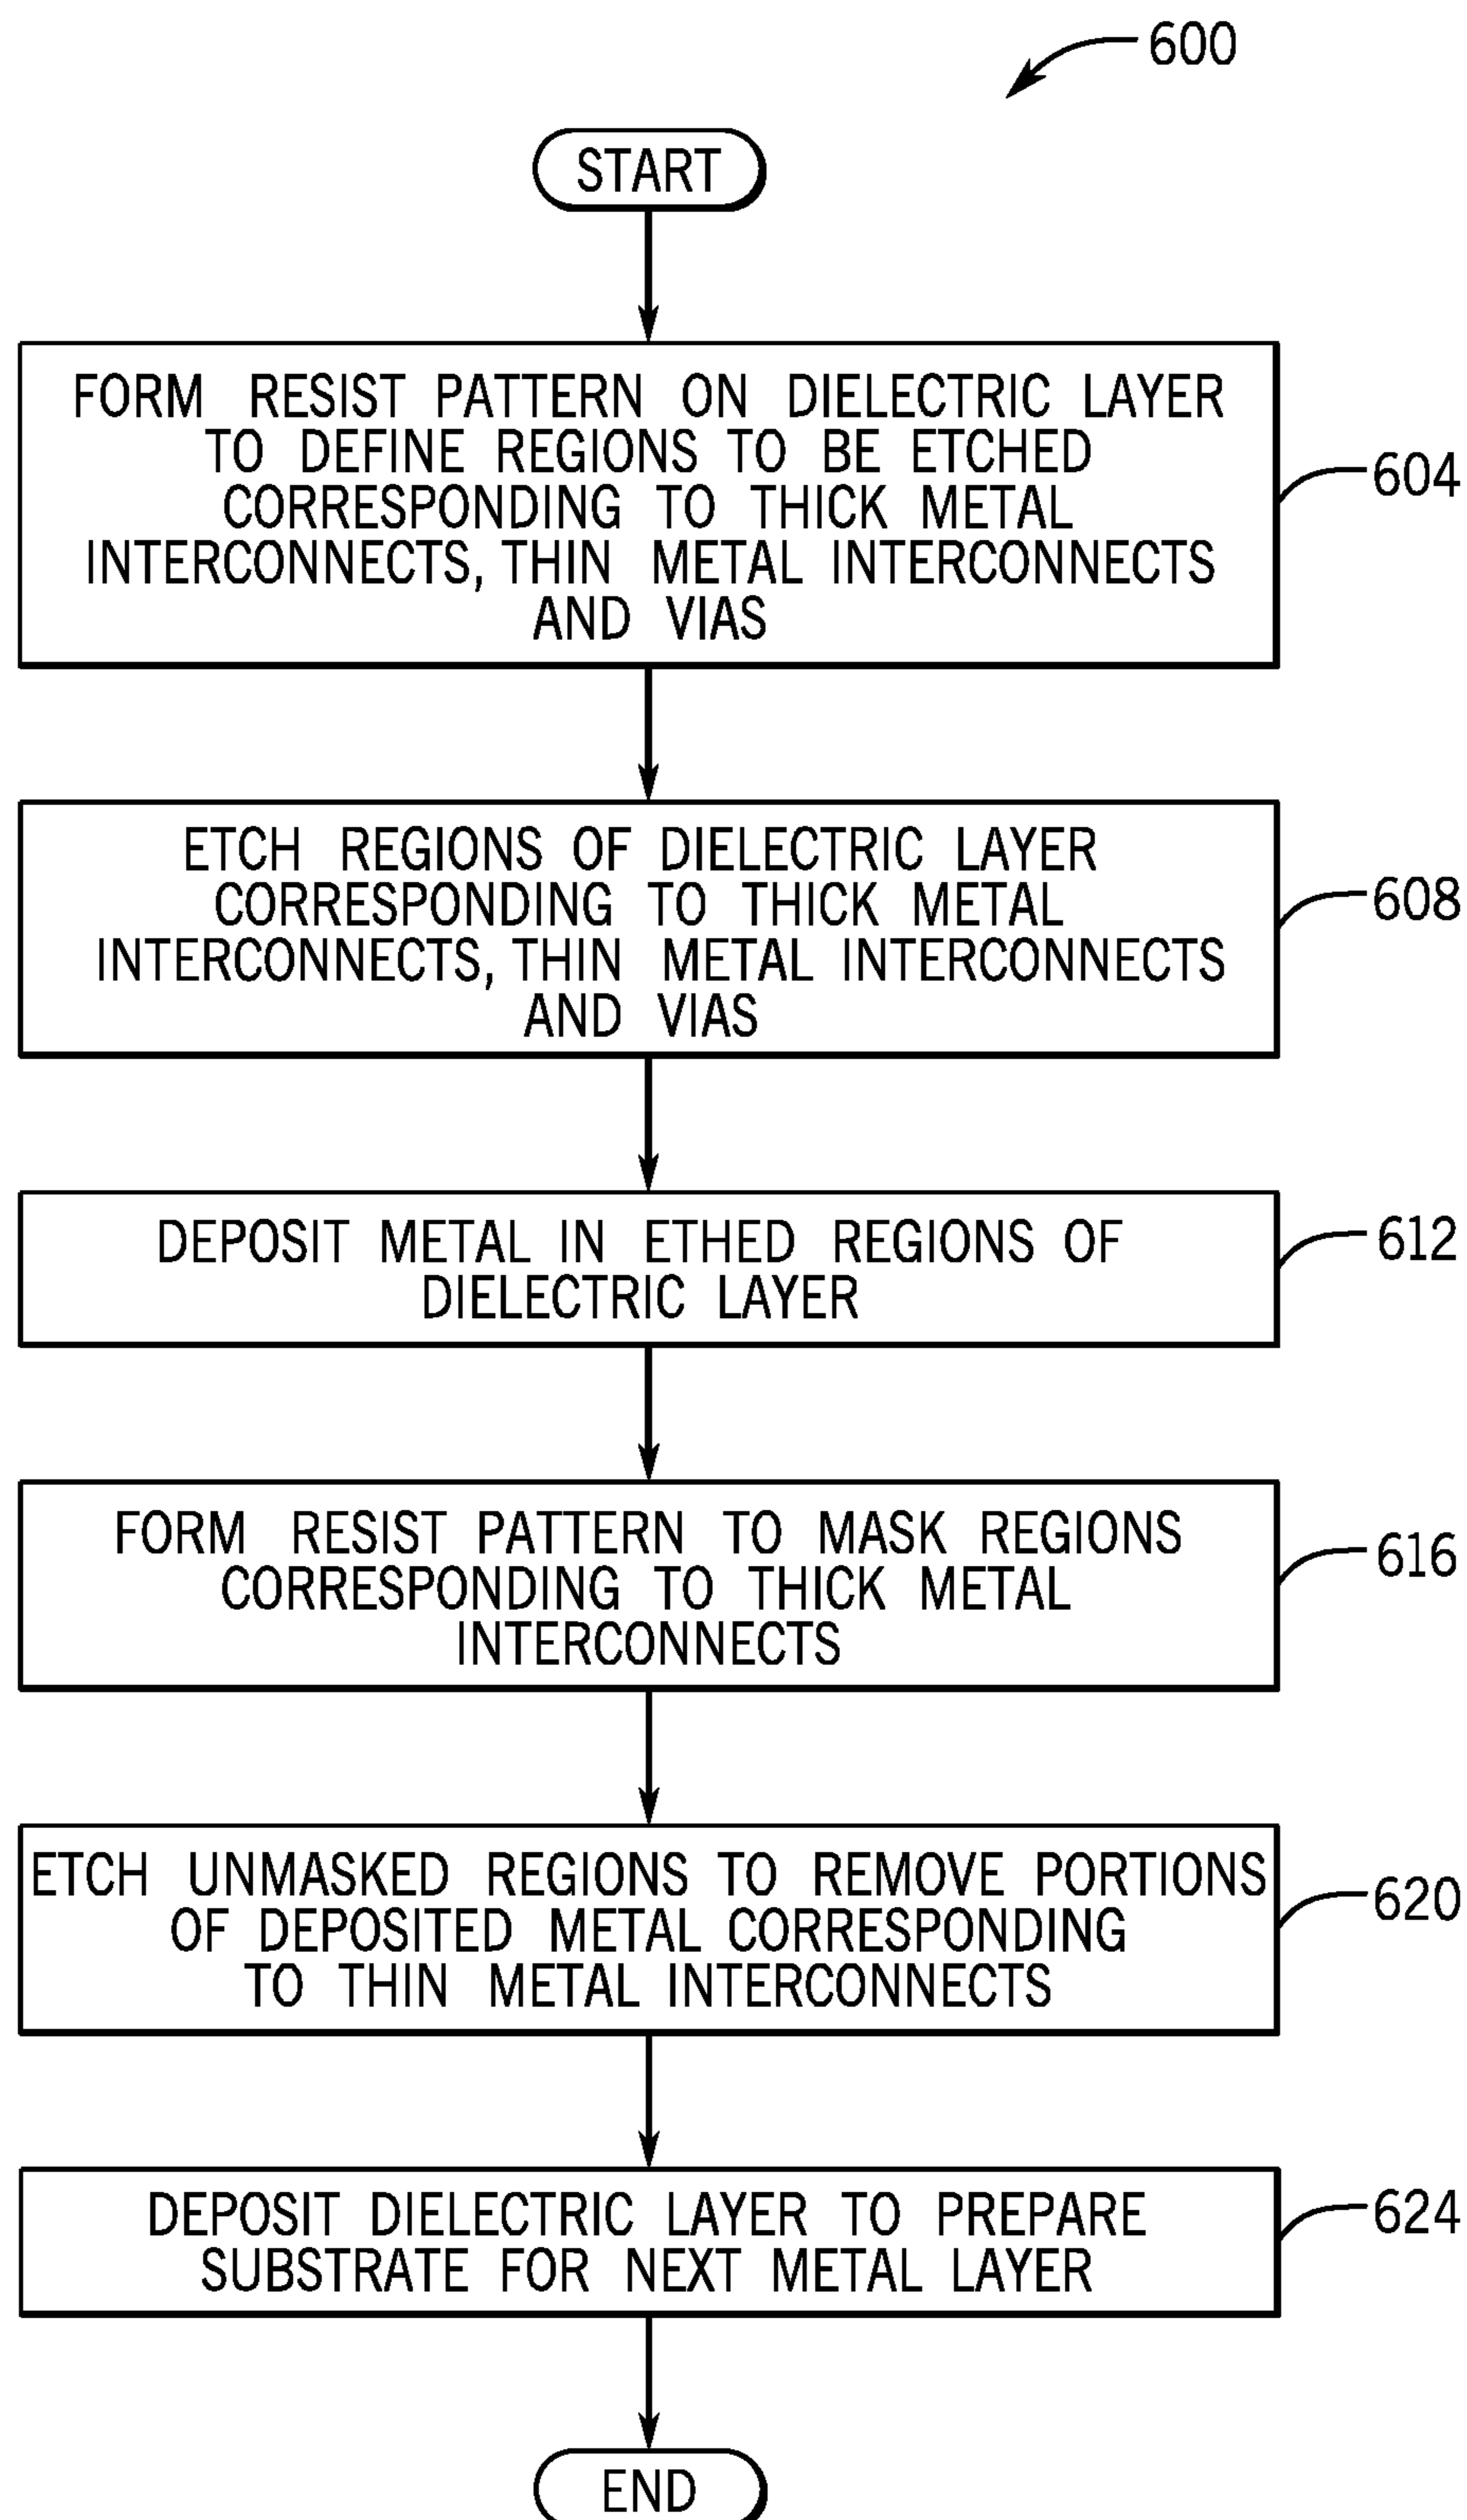 600
START
FORM RESIST PATTERN ON DIELECTRIC LAYER
TO DEFINE REGIONS TO BE ETCHED
CORRESPONDING TO THICK METAL
INTERCONNECTS, THIN METAL INTERCONNECTS
AND VIAS
604
ETCH REGIONS OF DIELECTRIC LAYER
CORRESPONDING TO THICK METAL
INTERCONNECTS, THIN METAL INTERCONNECTS
AND VIAS
608
DEPOSIT METAL IN ETHED REGIONS OF
DIELECTRIC LAYER
612
FORM RESIST PATTERN TO MASK REGIONS
CORRESPONDING TO THICK METAL
INTERCONNECTS
616
ETCH UNMASKED REGIONS TO REMOVE PORTIONS
OF DEPOSITED METAL CORRESPONDING
TO THIN METAL INTERCONNECTS
620
DEPOSIT DIELECTRIC LAYER TO PREPARE
SUBSTRATE FOR NEXT METAL LAYER
624
END